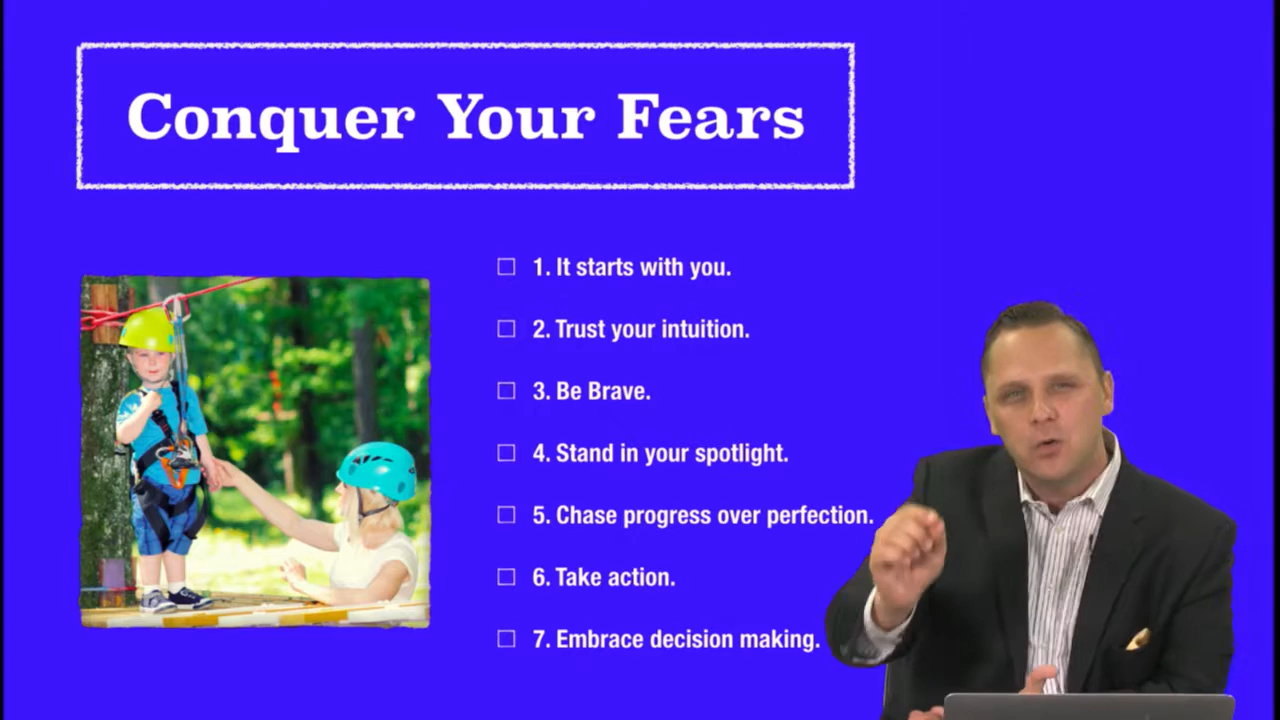 Conquer Your Fears
1. It starts with you.
2. Trust your intuition.
3. Be Brave.
4. Stand in your spotlight.
5. Chase progress over perfection.
6. Take action.
7. Embrace decision making.